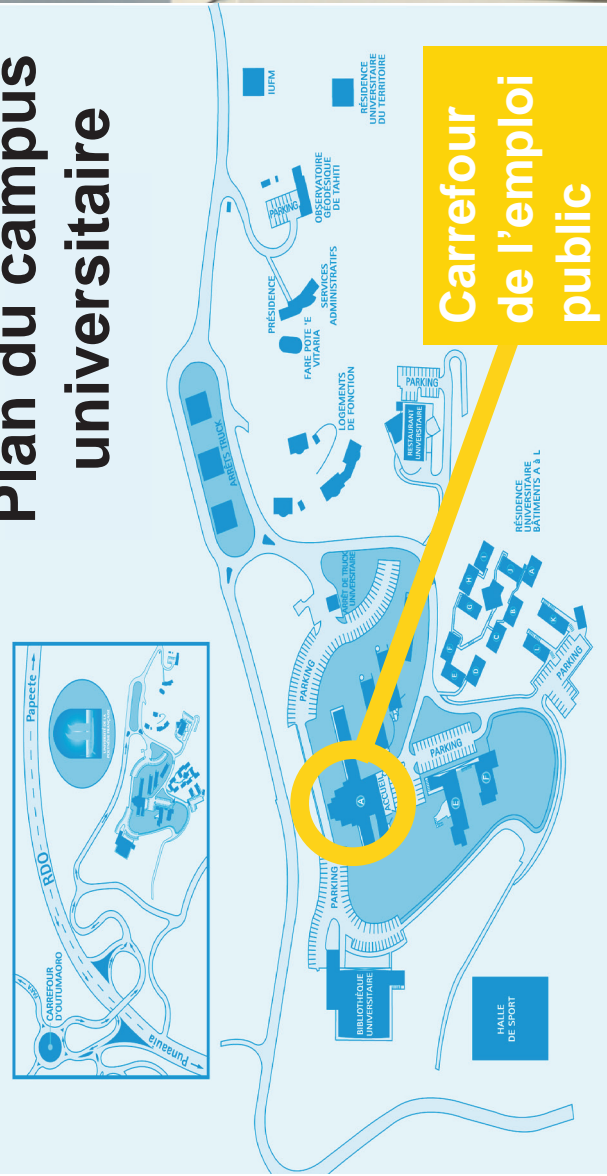 Plan du campus
universitaire
Carrefour
de l'emploi
public
IUFM
RÉSIDENCE
UNIVERSITAIRE
DU TERRITOIRE
PARKING
OBSERVATOIRE
GÉODÉSIQUE
DE TAHITI
PRÉSIDENCE
SERVICES
ADMINISTRATIFS
FARE POTE 'E
VITARIA
LOGEMENTS
DE FONCTION
ARRÊTS TRUCK
PARKING
RESTAURANT
UNIVERSITAIRE
ARRÊT DE TRUCK
UNIVERSITAIRE
PARKING
RÉSIDENCE
UNIVERSITAIRE
BÂTIMENTS A à L
I
H
G
J
A
B
C
F
E
D
K
L
PARKING
PARKING
A
ACCUEIL
E
F
PARKING
BIBLIOTHÈQUE
UNIVERSITAIRE
HALLE
DE SPORT
Papeete
RDO
CARREFOUR
D'OUTUMAORO
Punaauia